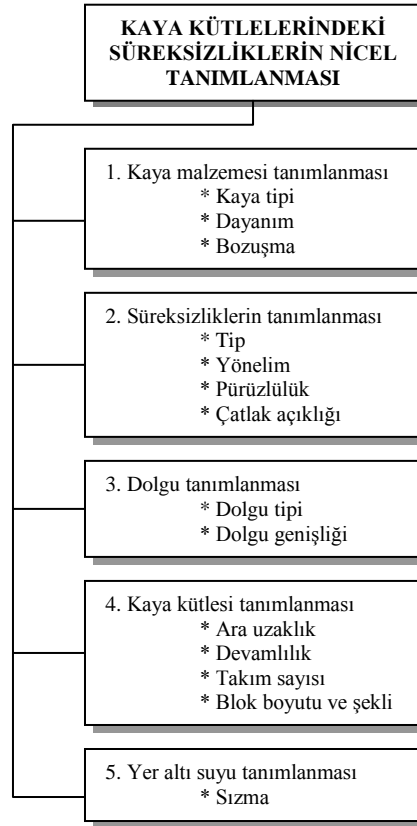 KAYA KÜTLELERİNDEKİ
SÜREKSİZLİKLERİN NİCEL
TANIMLANMASI
1. Kaya malzemesi tanımlanması
* Kaya tipi
* Dayanım
* Bozuşma
2. Süreksizliklerin tanımlanması
* Tip
* Yönelim
* Pürüzlülük
* Çatlak açıklığı
3. Dolgu tanımlanması
* Dolgu tipi
* Dolgu genişliği
4. Kaya kütlesi tanımlanması
* Ara uzaklık
* Devamlılık
* Takım sayısı
* Blok boyutu ve şekli
5. Yer altı suyu tanımlanması
* Sızma